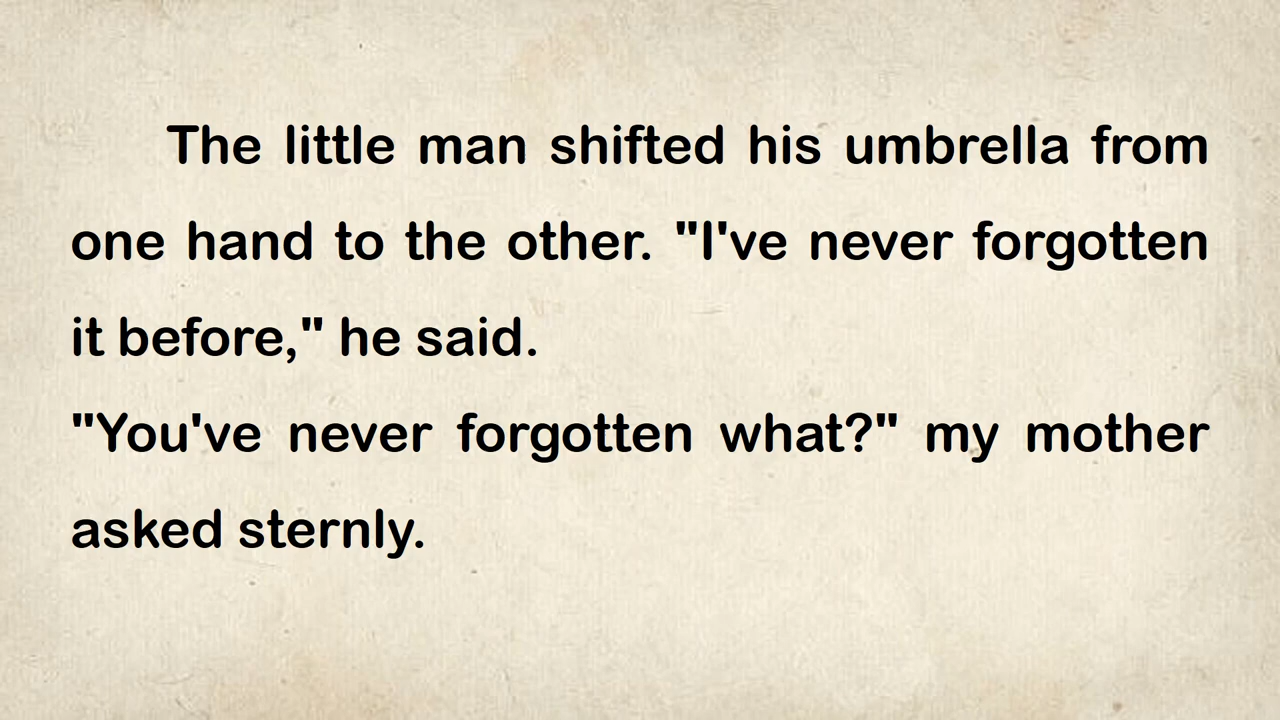 The little man shifted his umbrella from
one hand to the other. "I've never forgotten
it before," he said.
"You've never forgotten what?" my mother
asked sternly.